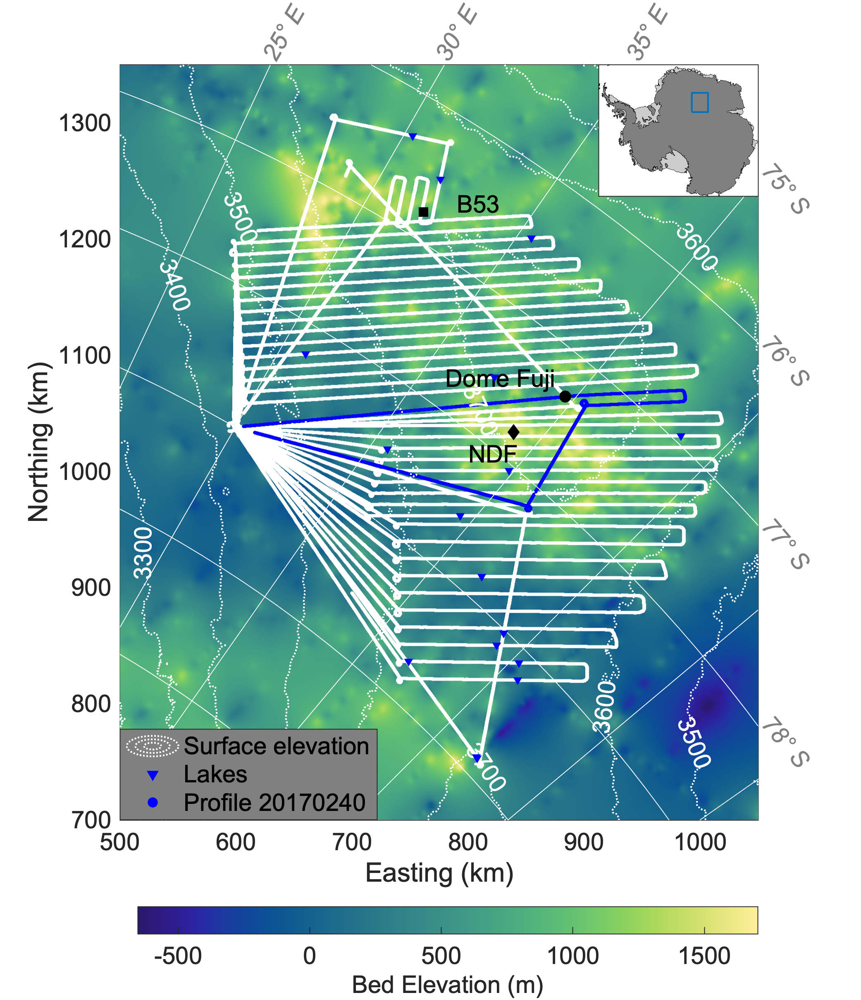 25° E
30° E
35° E
75° S
76° S
77° S
78° S
1300
1200
1100
1000
900
800
700
Northing (km)
3500
3400
3300
3600
3700
B53
Dome Fuji
NDF
3600
3500
3700
Surface elevation
Lakes
Profile 20170240
500
600
700
800
900
1000
Easting (km)
-500
0
500
1000
1500
Bed Elevation (m)